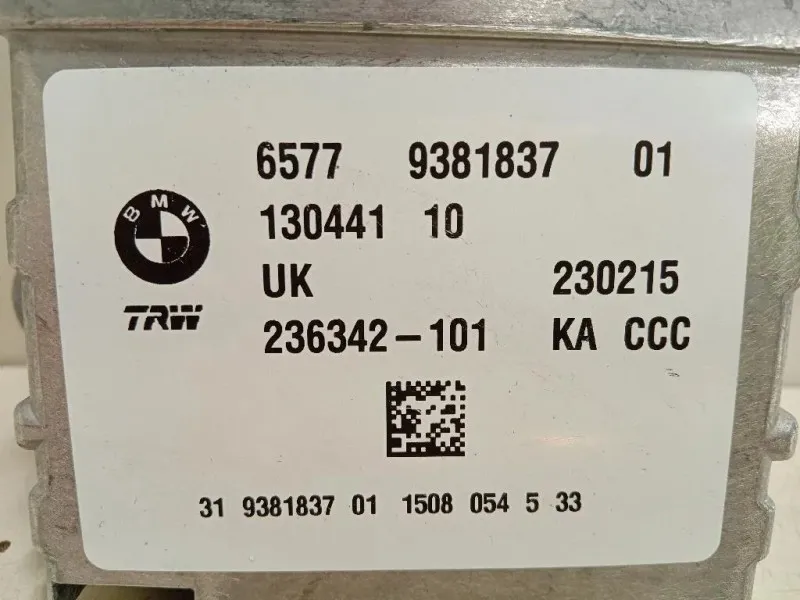 6577 9381837 01
BMW
130441 10
UK 230215
TRW
236342-101 KA CCC
31 9381837 01 1508 054 5 33